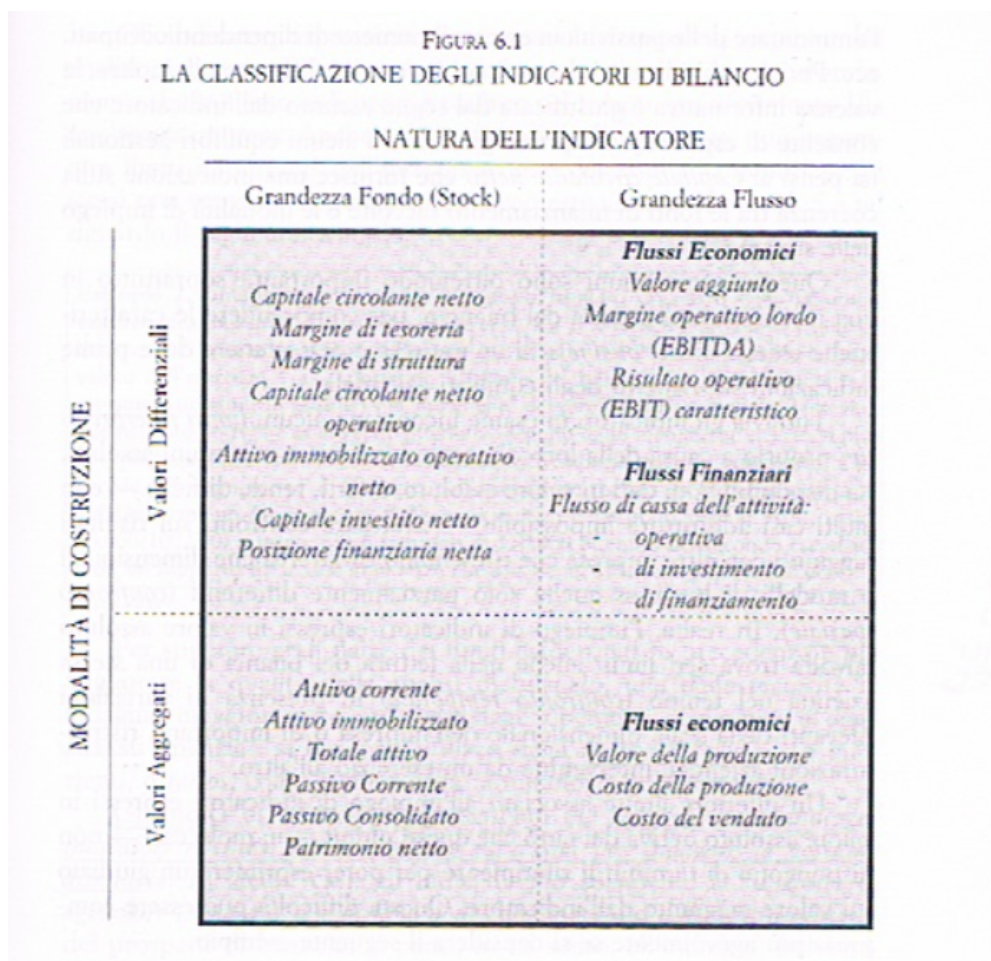 FIGURA 6.1
LA CLASSIFICAZIONE DEGLI INDICATORI DI BILANCIO
NATURA DELL'INDICATORE
Grandezza Fondo (Stock)
Grandezza Flusso
MODALITÀ DI COSTRUZIONE
Valori Differenziali
Capitale circolante netto
Margine di tesoreria
Margine di struttura
Capitale circolante netto
operativo
Attivo immobilizzato operativo
netto
Capitale investito netto
Posizione finanziaria netta
Flussi Economici
Valore aggiunto
Margine operativo lordo
(EBITDA)
Risultato operativo
(EBIT) caratteristico
Flussi Finanziari
Flusso di cassa dell'attività:
- operativa
- di investimento
- di finanziamento
Valori Aggregati
Attivo corrente
Attivo immobilizzato
Totale attivo
Passivo Corrente
Passivo Consolidato
Patrimonio netto
Flussi economici
Valore della produzione
Costo della produzione
Costo del venduto